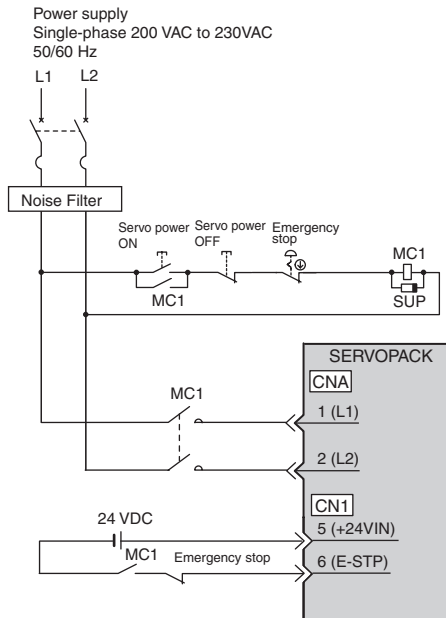 Power supply
Single-phase 200 VAC to 230VAC
50/60 Hz
L1 L2
Noise Filter
Servo power
ON
Servo power
OFF
Emergency
stop
MC1
MC1
SUP
SERVOPACK
CNA
MC1
1 (L1)
2 (L2)
CN1
24 VDC
5 (+24VIN)
MC1
Emergency stop
6 (E-STP)